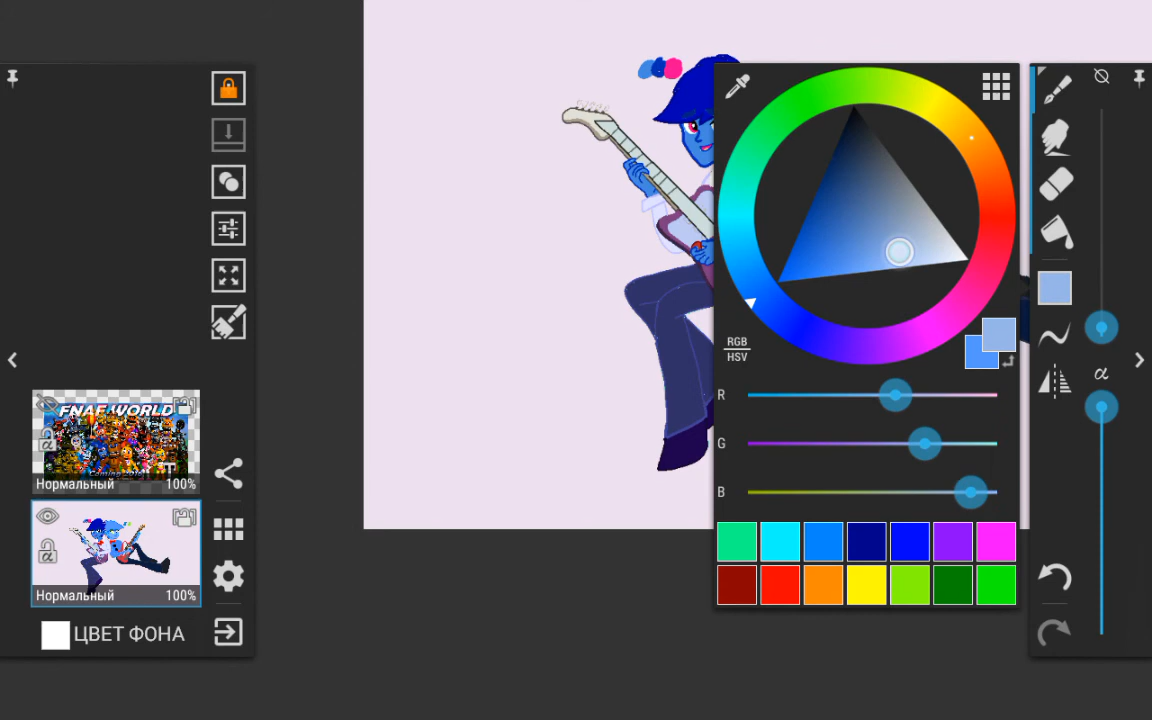 FNAF WORLD
Нормальный 100%
Нормальный 100%
ЦВЕТ ФОНА
RGB
HSV
R
G
B
α
α
α